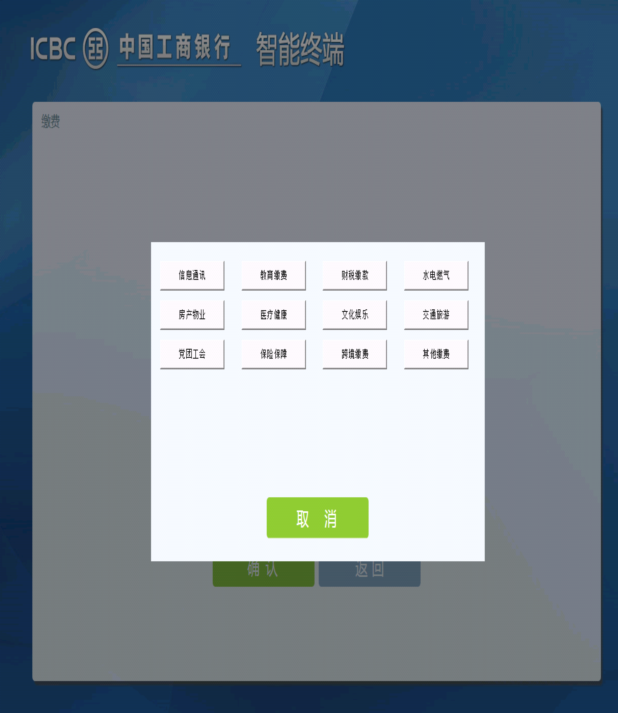 ICBC 中国工商银行 智能终端
缴费
信息通讯 教育缴费 财税缴款 水电燃气
房产物业 医疗健康 文化娱乐 交通旅游
党团工会 保险保障 跨境缴费 其他缴费
取 消
确 认 返 回